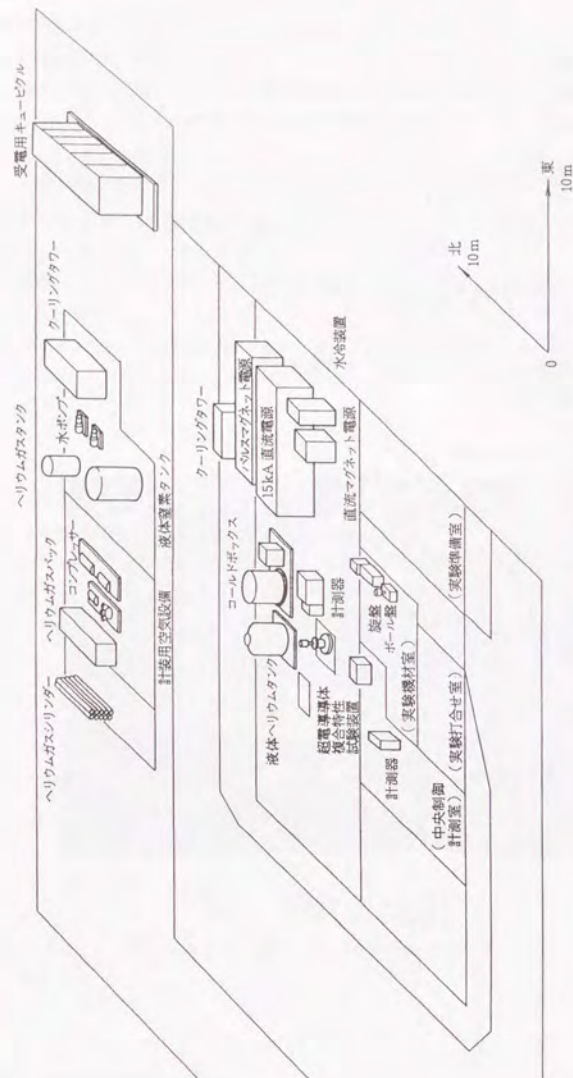 受電用キュービクル
クーリングタワー
水ポンプ
ヘリウムガスタンク
液体窒素タンク
コンプレッサー
ヘリウムガスバック
計装用空気設備
ヘリウムガスシリンダー
クーリングタワー
パルスマグネット電源
15kA 直流電源
水冷装置
直流マグネット電源
コールドボックス
計測器
液体ヘリウムタンク
超電導導体
複合特性
試験装置
旋盤
ボール盤
(実験機材室)
計測器
(実験準備室)
(実験打合せ室)
(中央制御
計測室)
北
10m
東
10m
0